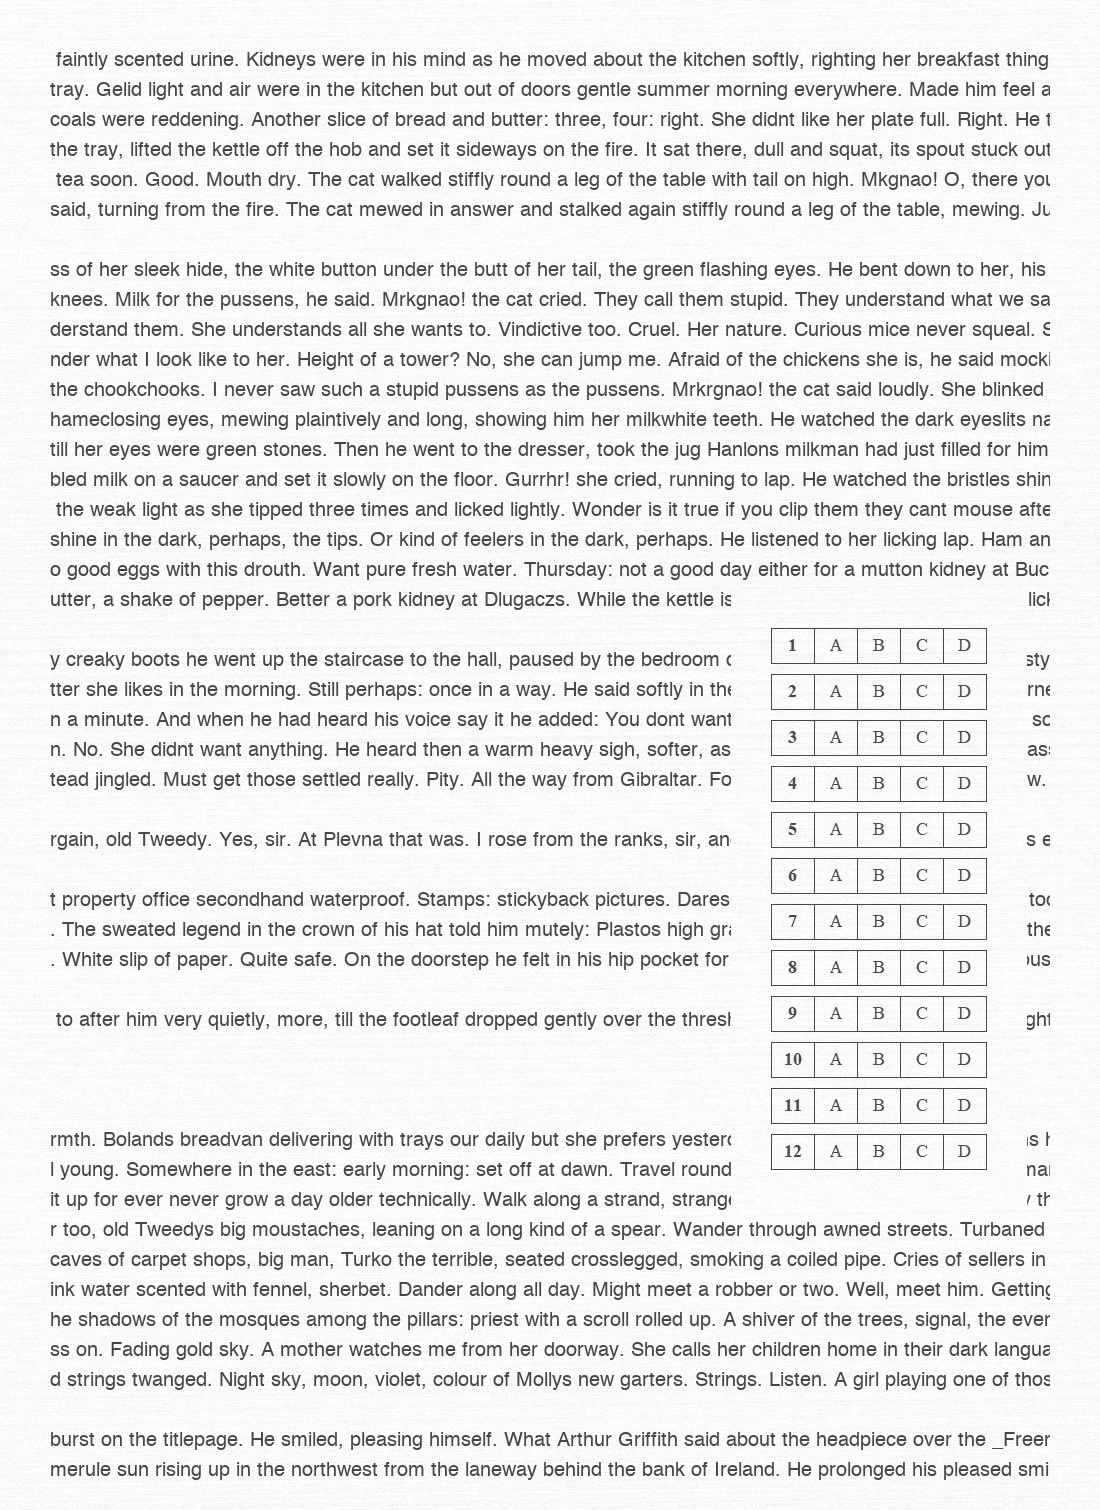 faintly scented urine. Kidneys were in his mind as he moved about the kitchen softly, righting her breakfast thing
tray. Gelid light and air were in the kitchen but out of doors gentle summer morning everywhere. Made him feel a
coals were reddening. Another slice of bread and butter: three, four: right. She didnt like her plate full. Right. He t
the tray, lifted the kettle off the hob and set it sideways on the fire. It sat there, dull and squat, its spout stuck out
tea soon. Good. Mouth dry. The cat walked stiffly round a leg of the table with tail on high. Mkgnao! O, there you
said, turning from the fire. The cat mewed in answer and stalked again stiffly round a leg of the table, mewing. Ju
ss of her sleek hide, the white button under the butt of her tail, the green flashing eyes. He bent down to her, his
knees. Milk for the pussens, he said. Mrkgnao! the cat cried. They call them stupid. They understand what we sa
derstand them. She understands all she wants to. Vindictive too. Cruel. Her nature. Curious mice never squeal. S
nder what I look like to her. Height of a tower? No, she can jump me. Afraid of the chickens she is, he said mocki
the chookchooks. I never saw such a stupid pussens as the pussens. Mrkrgnao! the cat said loudly. She blinked
hameclosing eyes, mewing plaintively and long, showing him her milkwhite teeth. He watched the dark eyeslits na
till her eyes were green stones. Then he went to the dresser, took the jug Hanlons milkman had just filled for him
bled milk on a saucer and set it slowly on the floor. Gurrhr! she cried, running to lap. He watched the bristles shin
the weak light as she tipped three times and licked lightly. Wonder is it true if you clip them they cant mouse afte
shine in the dark, perhaps, the tips. Or kind of feelers in the dark, perhaps. He listened to her licking lap. Ham an
o good eggs with this drouth. Want pure fresh water. Thursday: not a good day either for a mutton kidney at Buc
utter, a shake of pepper. Better a pork kidney at Dlugaczs. While the kettle is lick
y creaky boots he went up the staircase to the hall, paused by the bedroom sty
tter she likes in the morning. Still perhaps: once in a way. He said softly in the rne
n a minute. And when he had heard his voice say it he added: You dont want so
n. No. She didnt want anything. He heard then a warm heavy sigh, softer, as ass
tead jingled. Must get those settled really. Pity. All the way from Gibraltar. Fo w.
rgain, old Tweedy. Yes, sir. At Plevna that was. I rose from the ranks, sir, an s e
t property office secondhand waterproof. Stamps: stickyback pictures. Dares too
. The sweated legend in the crown of his hat told him mutely: Plastos high gra the
. White slip of paper. Quite safe. On the doorstep he felt in his hip pocket for ous
to after him very quietly, more, till the footleaf dropped gently over the thresh ght
rmth. Bolands breadvan delivering with trays our daily but she prefers yesterd s h
l young. Somewhere in the east: early morning: set off at dawn. Travel round mar
it up for ever never grow a day older technically. Walk along a strand, strange y th
r too, old Tweedys big moustaches, leaning on a long kind of a spear. Wander through awned streets. Turbaned
caves of carpet shops, big man, Turko the terrible, seated crosslegged, smoking a coiled pipe. Cries of sellers in
ink water scented with fennel, sherbet. Dander along all day. Might meet a robber or two. Well, meet him. Getting
he shadows of the mosques among the pillars: priest with a scroll rolled up. A shiver of the trees, signal, the ever
ss on. Fading gold sky. A mother watches me from her doorway. She calls her children home in their dark langua
d strings twanged. Night sky, moon, violet, colour of Mollys new garters. Strings. Listen. A girl playing one of thos
burst on the titlepage. He smiled, pleasing himself. What Arthur Griffith said about the headpiece over the _Freer
merule sun rising up in the northwest from the laneway behind the bank of Ireland. He prolonged his pleased smi
1 A B C D
2 A B C D
3 A B C D
4 A B C D
5 A B C D
6 A B C D
7 A B C D
8 A B C D
9 A B C D
10 A B C D
11 A B C D
12 A B C D